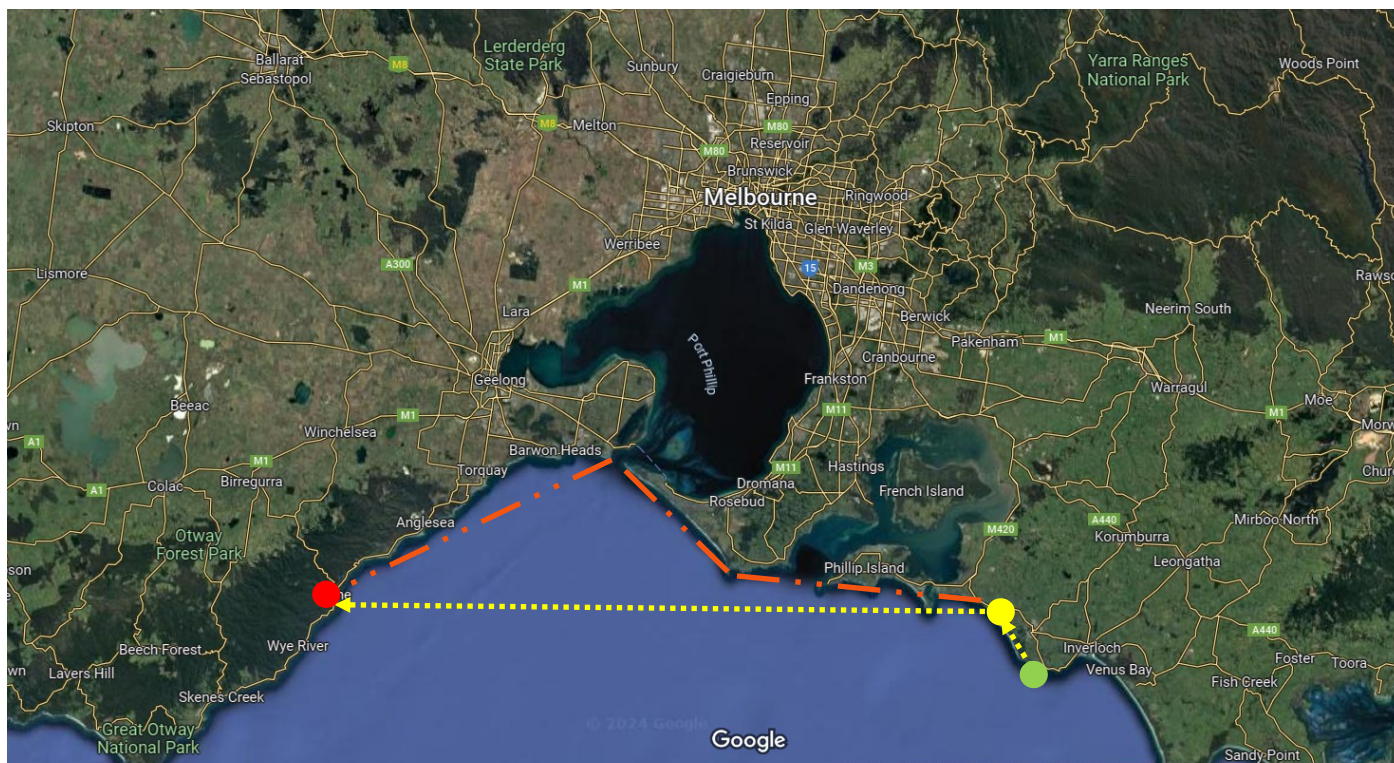 Ballarat
Sebastopol
M8
Lerderderg
State Park
Sunbury
Craigieburn
Epping
Yarra Ranges
National Park
Woods Point
Skipton
M8
Melton
M80
M80
Reservoir
Brunswick
Melbourne
Ringwood
St Kilda
Glen Waverley
Werribee
Lismore
A300
M1
15
M3
Dandenong
Lara
Berwick
Neerim South
Port Phillip
Pakenham
M1
Cranbourne
Geelong
Frankston
Warragul
Beeac
M1
M11
M1
Moe
Winchelsea
A1
Barwon Heads
Torquay
M1
Birregurra
Colac
A1
M11
Hastings
Dromana
Rosebud
French Island
Anglesea
M420
A440
Mirboo North
Korumburra
Otway
Forest Park
Leongatha
Phillip Island
ne
Wye River
Beech Forest
Lavers Hill
Skenes Creek
Inverloch
Venus Bay
A440
Foster
Toora
Fish Creek
Great Otway
National Park
© 2024 Google
Google
Sandy Point